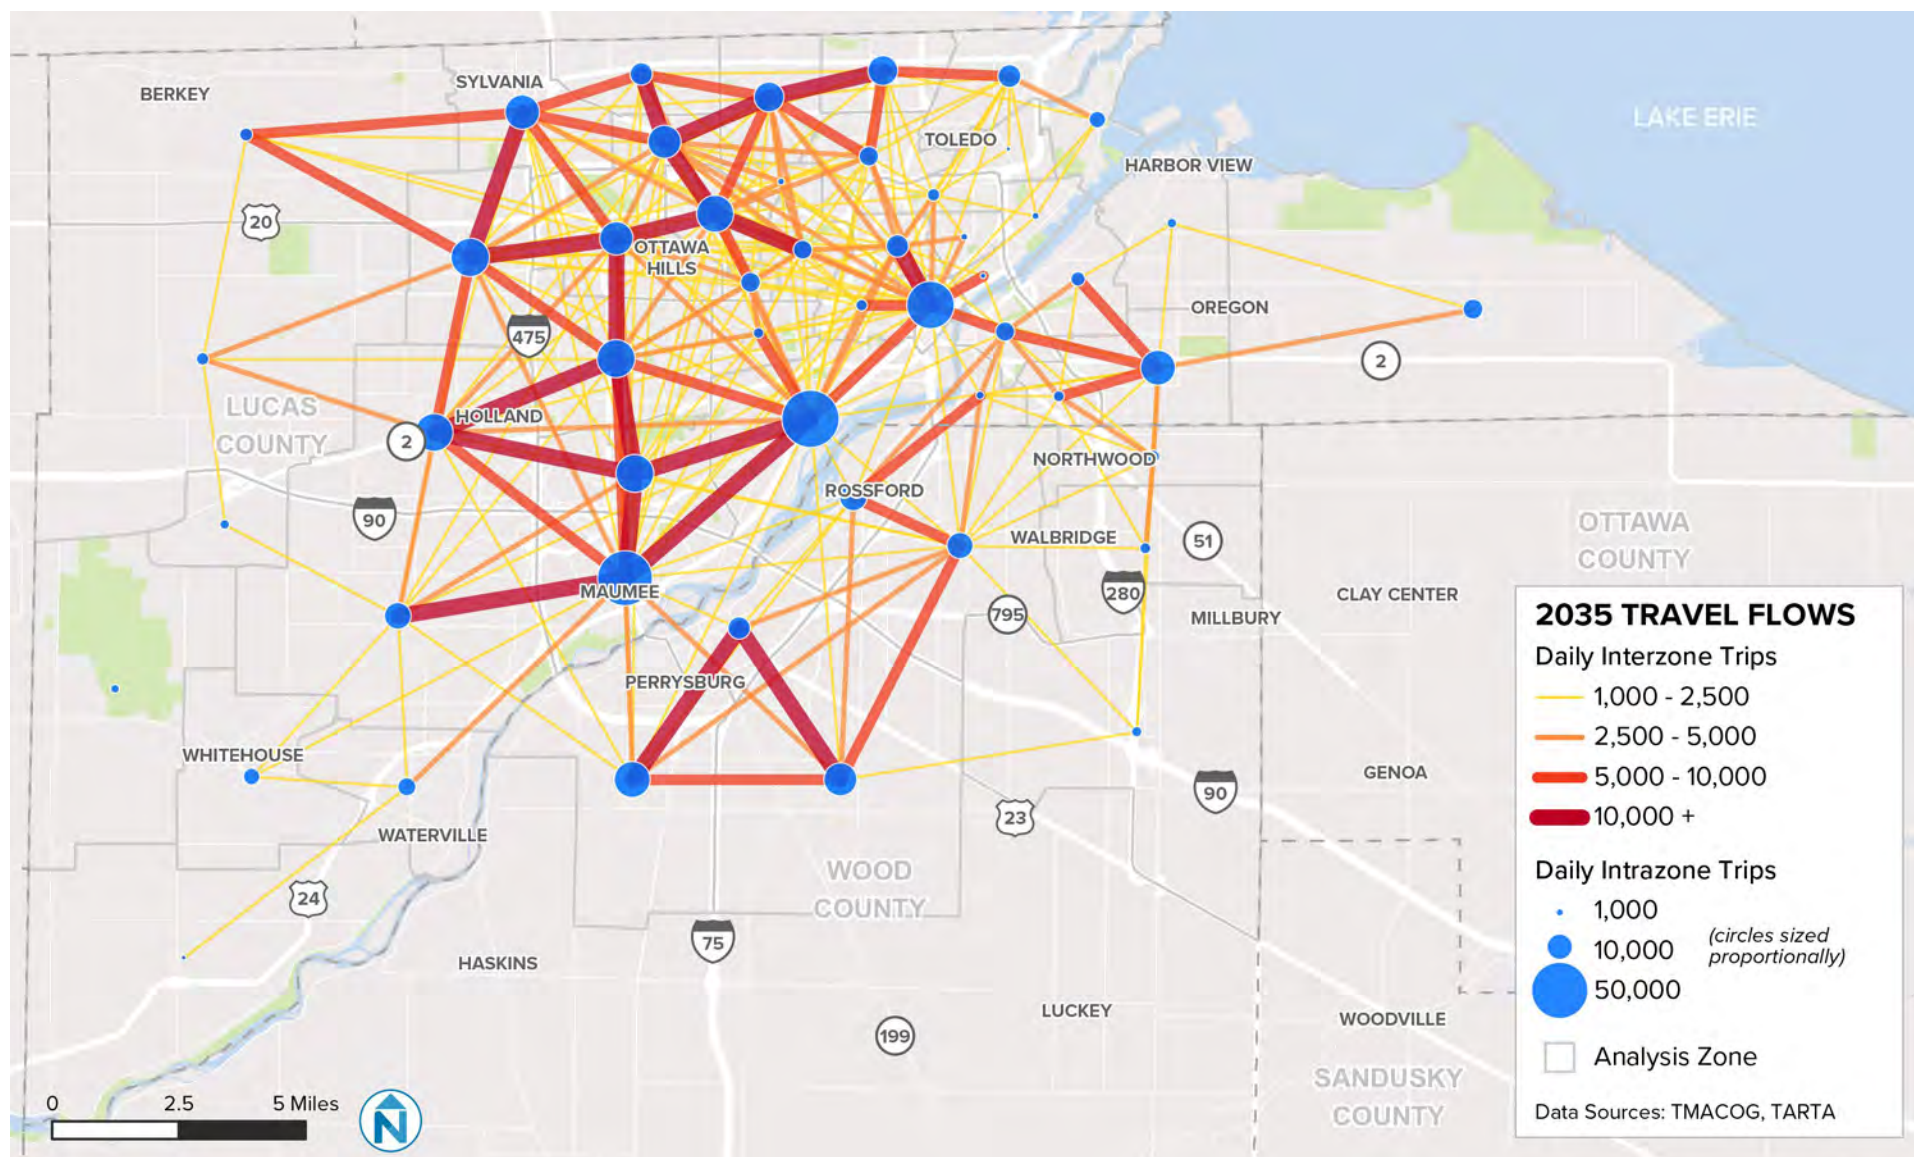 SYLVANIA
BERKEY
LAKE ERIE
TOLEDO
HARBOR VIEW
20
OTTAWA
HILLS
OREGON
475
2
LUCAS
COUNTY
HOLLAND
2
NORTHWOOD
ROSSFORD
90
WALBRIDGE
51
OTTAWA
COUNTY
MAUMEE
280
CLAY CENTER
795
MILLBURY
PERRYSBURG
WHITEHOUSE
GENOA
90
23
WATERVILLE
WOOD
COUNTY
24
75
HASKINS
LUCKEY
WOODVILLE
199
SANDUSKY
COUNTY
0 2.5 5 Miles
N
2035 TRAVEL FLOWS
Daily Interzone Trips
1,000 - 2,500
2,500 - 5,000
5,000 - 10,000
10,000 +
Daily Intrazone Trips
1,000
10,000
(circles sized
proportionally)
50,000
Analysis Zone
Data Sources: TMACOG, TARTA